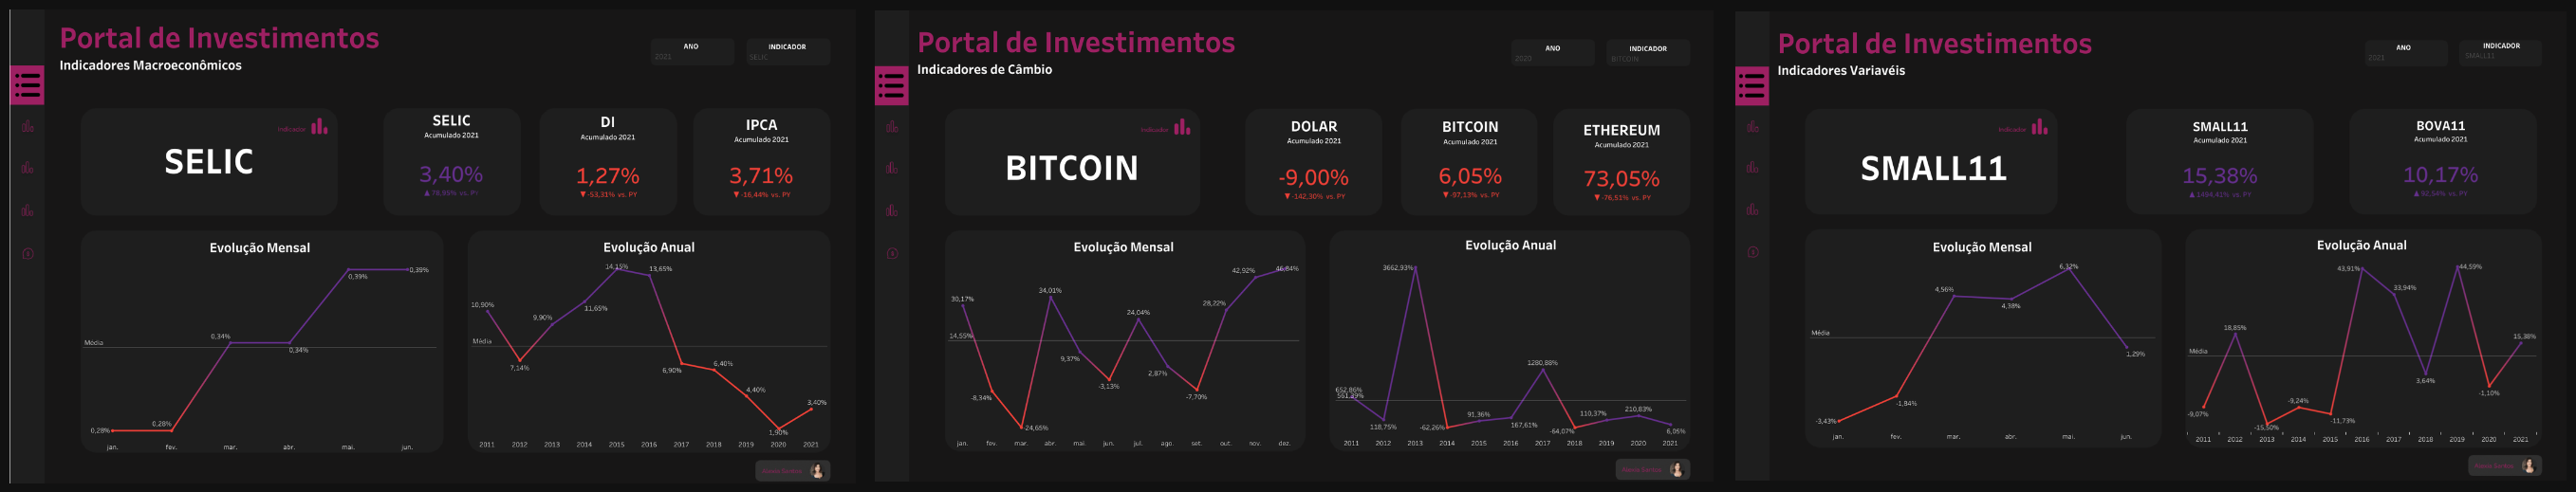 Portal de Investimentos
Indicadores Macroeconômicos
ANO
2021
INDICADOR
SELIC
Indicador
SELIC
SELIC
Acumulado 2021
3,40%
▲79,95% vs. PY
DI
Acumulado 2021
1,27%
▼-53,31% vs. PY
IPCA
Acumulado 2021
3,71%
▼-16,44% vs. PY
Evolução Mensal
0,39%
0,39%
0,34%
0,34%
Média
0,28%
0,28%
jan. fev. mar. abr. mai. jun.
Evolução Anual
14,15%
13,65%
10,90%
11,65%
9,90%
Média
7,14%
6,90%
6,40%
4,40%
3,40%
1,90%
2011 2012 2013 2014 2015 2016 2017 2018 2019 2020 2021
Portal de Investimentos
Indicadores de Câmbio
ANO
2020
INDICADOR
BITCOIN
Indicador
BITCOIN
DOLAR
Acumulado 2021
-9,00%
▼-142,30% vs. PY
BITCOIN
Acumulado 2021
6,05%
▼-97,13% vs. PY
ETHEREUM
Acumulado 2021
73,05%
▼-76,51% vs. PY
Evolução Mensal
46,84%
42,92%
34,01%
30,17%
28,22%
24,04%
14,55%
9,37%
2,87%
-3,13%
-7,70%
-8,34%
-24,65%
jan. fev. mar. abr. mai. jun. jul. ago. set. out. nov. dez.
Evolução Anual
3662,93%
1280,88%
652,86%
561,39%
118,75%
-62,26%
91,36%
167,61%
-64,07%
110,37%
210,83%
6,05%
2011 2012 2013 2014 2015 2016 2017 2018 2019 2020 2021
Portal de Investimentos
Indicadores Variavéis
ANO
2021
INDICADOR
SMALL11
Indicador
SMALL11
SMALL11
Acumulado 2021
15,38%
▲1494,41% vs. PY
BOVA11
Acumulado 2021
10,17%
▲92,54% vs. PY
Evolução Mensal
6,32%
4,56%
4,38%
Média
1,29%
-1,84%
-3,43%
jan. fev. mar. abr. mai. jun.
Evolução Anual
43,91%
44,59%
33,94%
18,85%
15,38%
Média
3,64%
-1,10%
-9,07%
-9,24%
-11,73%
-15,50%
2011 2012 2013 2014 2015 2016 2017 2018 2019 2020 2021